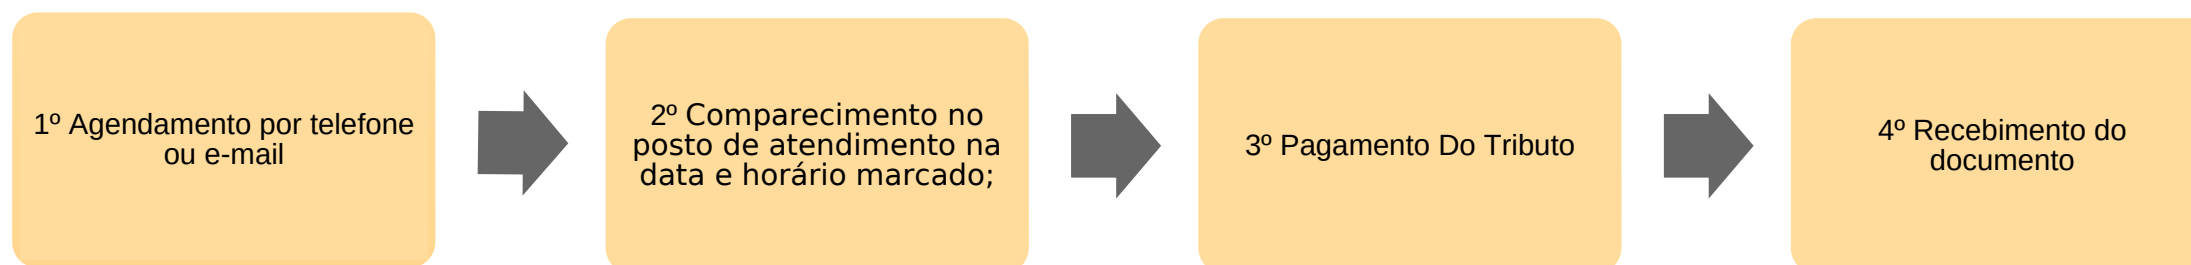 1º Agendamento por telefone
ou e-mail
2º Comparecimento no
posto de atendimento na
data e horário marcado;
3º Pagamento Do Tributo
4º Recebimento do
documento